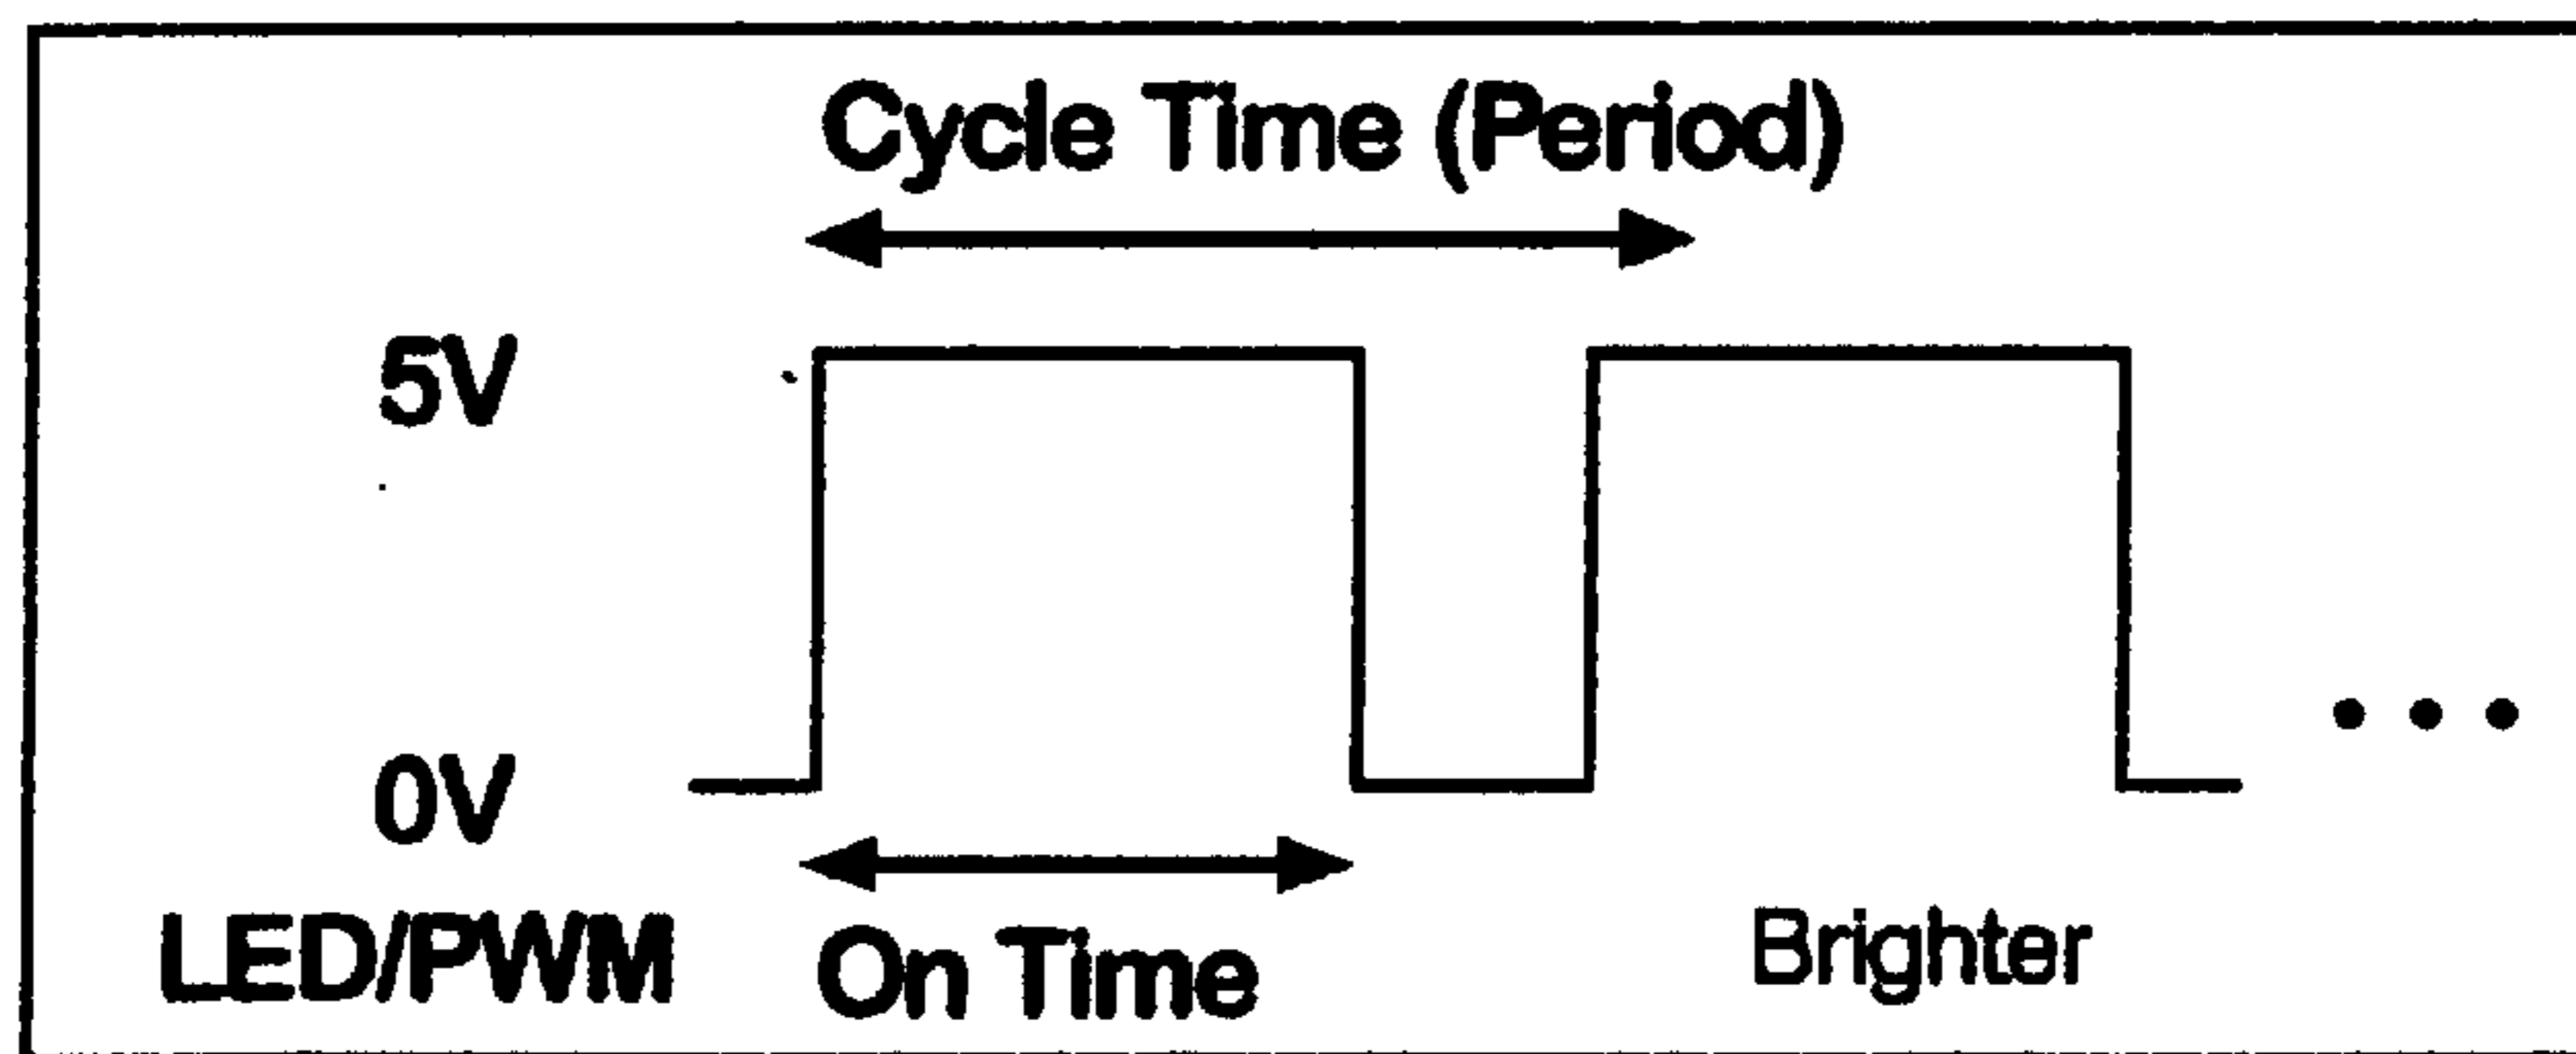 Cycle Time (Period)
5V
0V
LED/PWM
On Time
Brighter